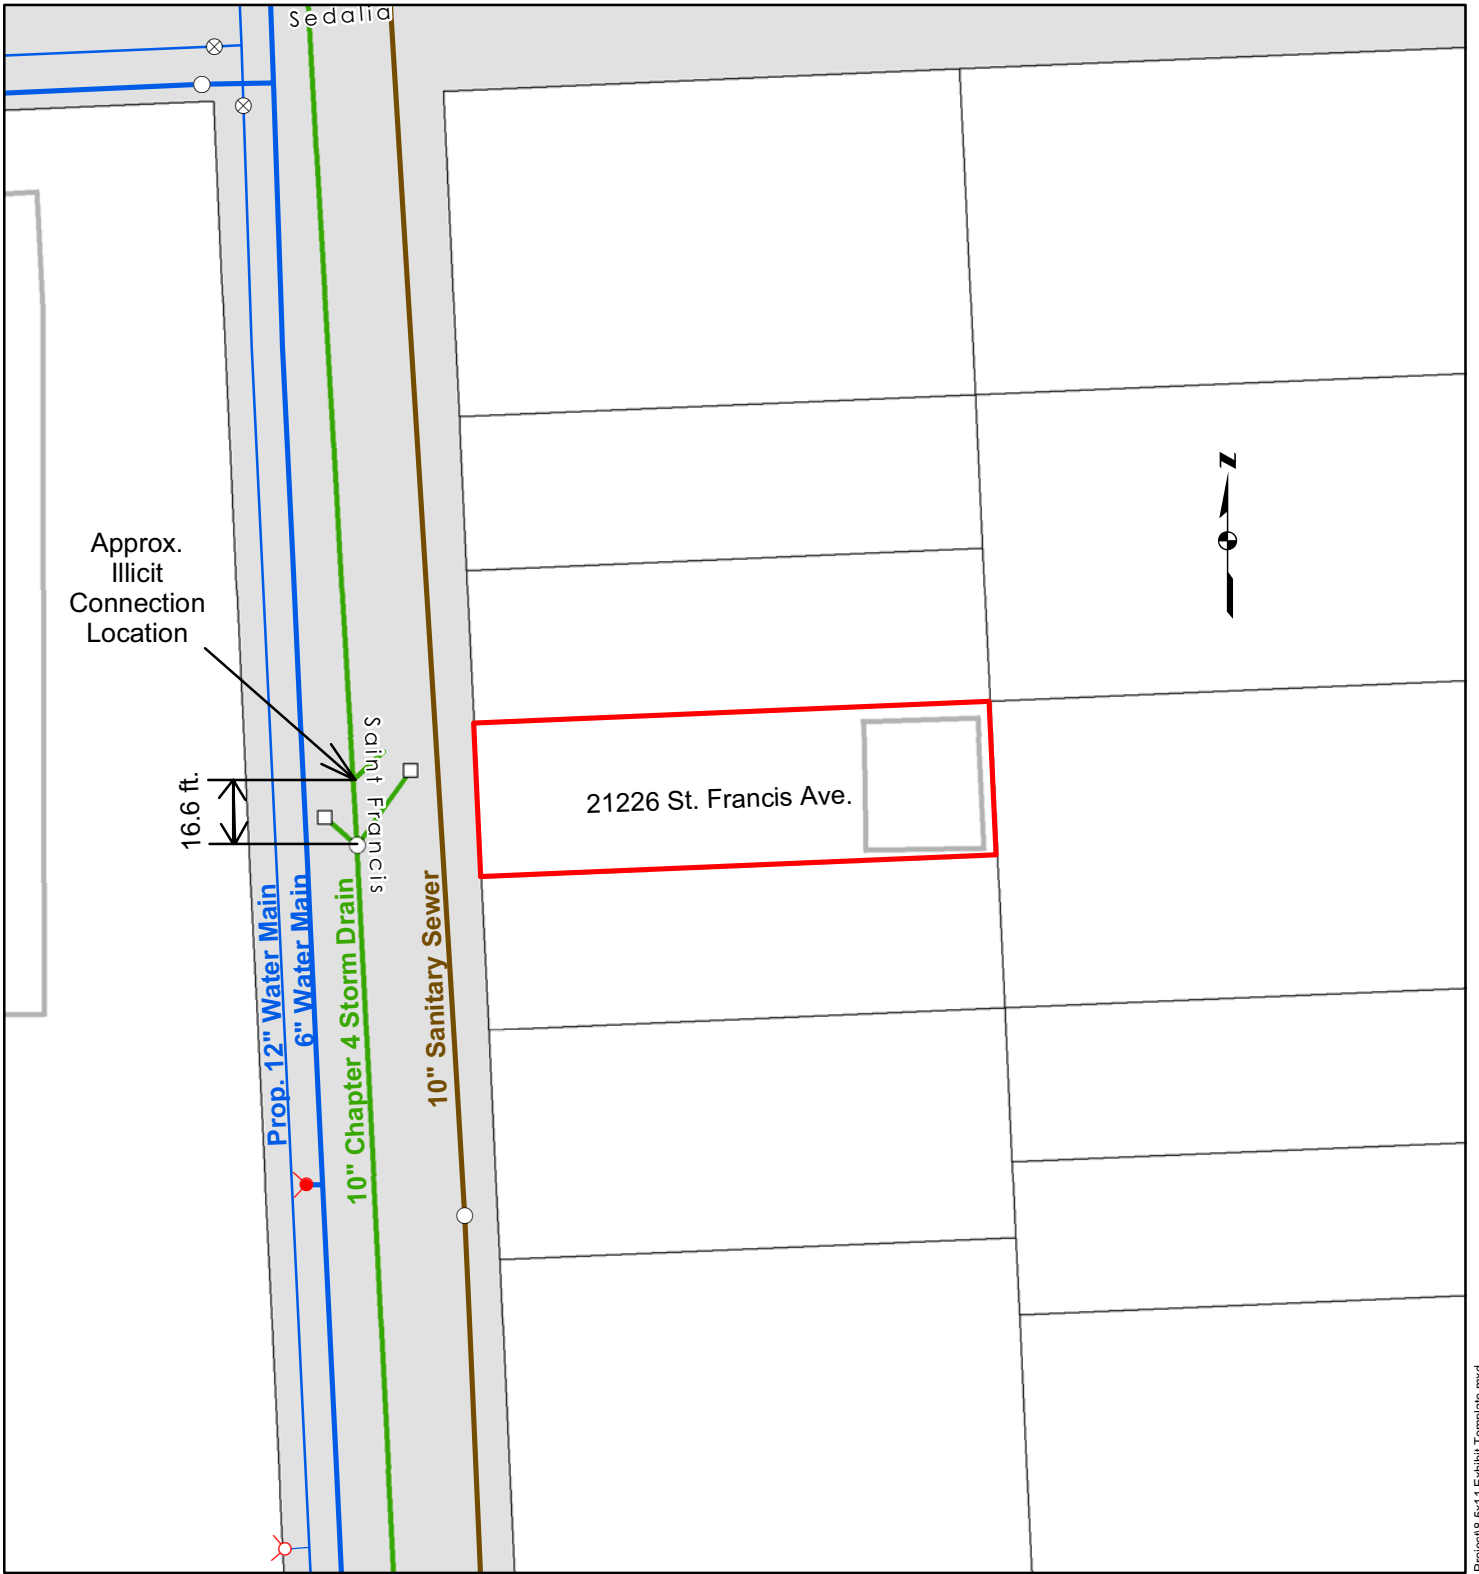 Sedalia
N
Approx.
Illicit
Connection
Location
16.6 ft.
Saint Francis
21226 St. Francis Ave.
Prop. 12" Water Main
6" Water Main
10" Chapter 4 Storm Drain
10" Sanitary Sewer